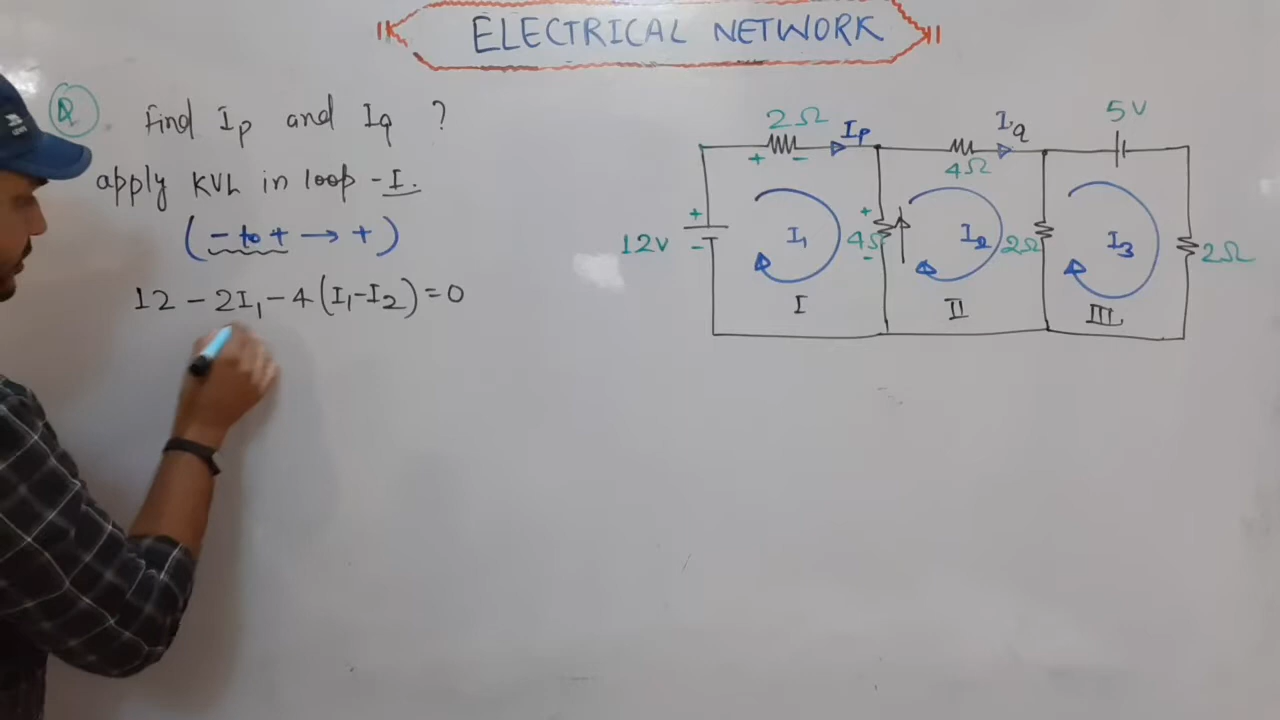 ELECTRICAL NETWORK
Q Find Ip and Iq ?
apply KVL in loop - I.
(- to + → +)
12 - 2I₁ - 4(I₁-I₂) = 0
2Ω
+ -
Ip
Iq
4Ω
5V
12V
+
-
I₁
+
4Ω
-
I₂
2Ω
I₃
2Ω
I
II
III